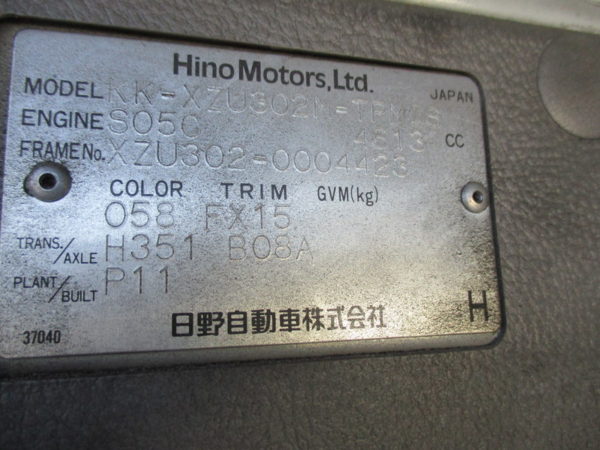 Hino Motors, Ltd.
MODEL KK-XZU302M- JAPAN
ENGINE S05C 4613 CC
FRAME No. XZU302-0004423
COLOR TRIM GVM(kg)
058 FX15
TRANS./AXLE H351 B08A
PLANT/BUILT P11
日野自動車株式会社 H
37040